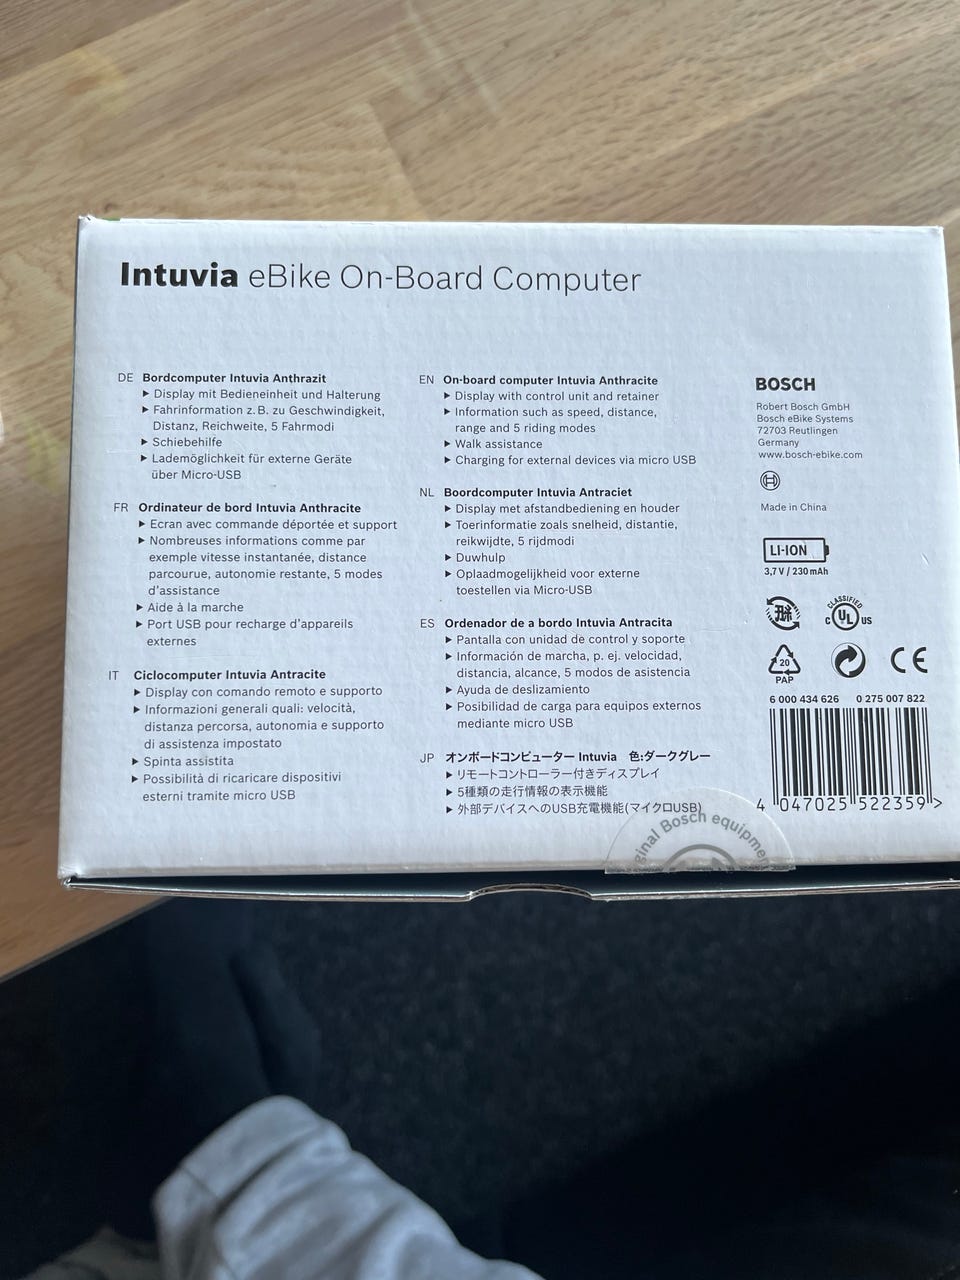 Intuvia eBike On-Board Computer
DE Bordcomputer Intuvia Anthrazit
▸ Display mit Bedieneinheit und Halterung
▸ Fahrinformation z. B. zu Geschwindigkeit,
Distanz, Reichweite, 5 Fahrmodi
▸ Schiebehilfe
▸ Lademöglichkeit für externe Geräte
über Micro-USB
FR Ordinateur de bord Intuvia Anthracite
▸ Ecran avec commande déportée et support
▸ Nombreuses informations comme par
exemple vitesse instantanée, distance
parcourue, autonomie restante, 5 modes
d'assistance
▸ Aide à la marche
▸ Port USB pour recharge d'appareils
externes
IT Ciclocomputer Intuvia Antracite
▸ Display con comando remoto e supporto
▸ Informazioni generali quali: velocità,
distanza percorsa, autonomia e supporto
di assistenza impostato
▸ Spinta assistita
▸ Possibilità di ricaricare dispositivi
esterni tramite micro USB
EN On-board computer Intuvia Anthracite
▸ Display with control unit and retainer
▸ Information such as speed, distance,
range and 5 riding modes
▸ Walk assistance
▸ Charging for external devices via micro USB
NL Boordcomputer Intuvia Antraciet
▸ Display met afstandbediening en houder
▸ Toerinformatie zoals snelheid, distantie,
reikwijdte, 5 rijdmodi
▸ Duwhulp
▸ Oplaadmogelijkheid voor externe
toestellen via Micro-USB
ES Ordenador de a bordo Intuvia Antracita
▸ Pantalla con unidad de control y soporte
▸ Información de marcha, p. ej. velocidad,
distancia, alcance, 5 modos de asistencia
▸ Ayuda de deslizamiento
▸ Posibilidad de carga para equipos externos
mediante micro USB
JP オンボードコンピューター Intuvia 色:ダークグレー
▸ リモートコントローラー付きディスプレイ
▸ 5種類の走行情報の表示機能
▸ 外部デバイスへのUSB充電機能(マイクロUSB)
BOSCH
Robert Bosch GmbH
Bosch eBike Systems
72703 Reutlingen
Germany
www.bosch-ebike.com
Made in China
LI-ION
3,7 V / 230 mAh
CLASSIFIED
C UL US
20
PAP
CE
6 000 434 626 0 275 007 822
4 047025 522359 >
Bosch